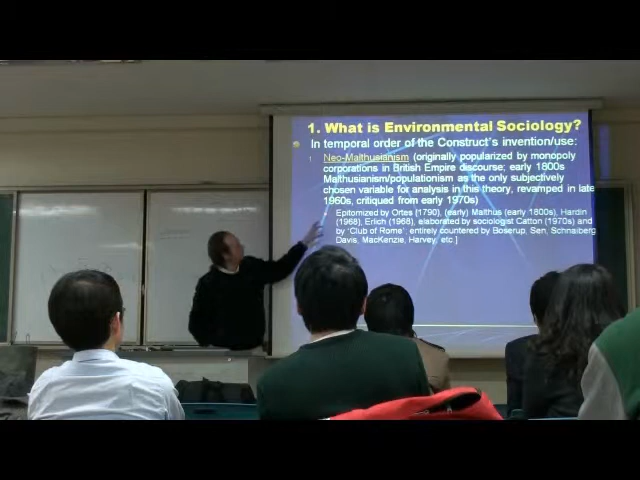 1. What is Environmental Sociology?
In temporal order of the Construct's invention/use:
Neo-Malthusianism (originally popularized by monopoly
corporations in British Empire discourse; early 1800s
Malthusianism/populationism as the only subjectively
chosen variable for analysis in this theory, revamped in late
1960s, critiqued from early 1970s)
Epitomized by Ortes (1790), (early) Malthus (early 1800s), Hardin
(1968), Erlich (1968), elaborated by sociologist Catton (1970s) and
by 'Club of Rome' entirely countered by Boserup, Sen, Schnaiberg
Davis, MacKenzie, Harvey, etc.]